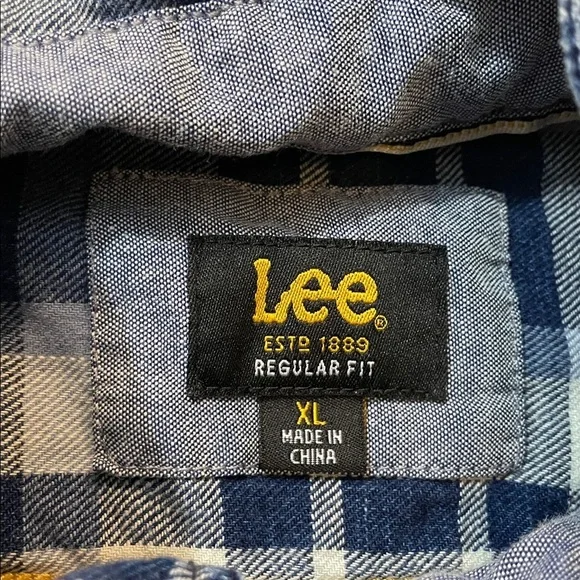 Lee®
ESTD 1889
REGULAR FIT
XL
MADE IN
CHINA